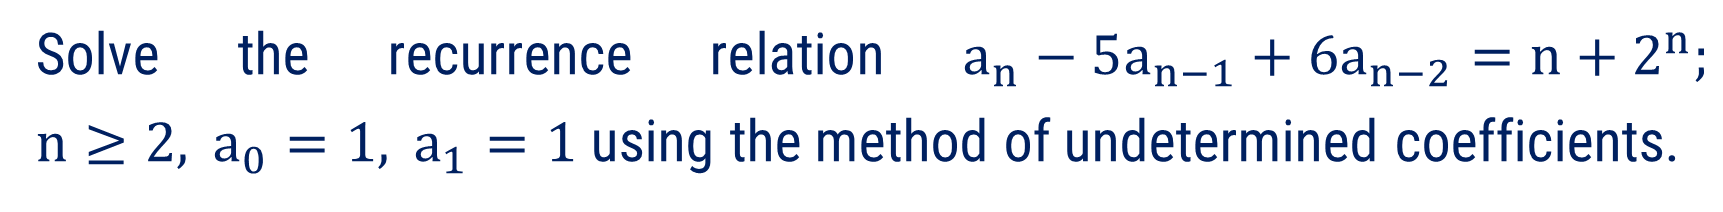 Solve the recurrence relation aₙ − 5aₙ₋₁ + 6aₙ₋₂ = n + 2ⁿ;
n ≥ 2, a₀ = 1, a₁ = 1 using the method of undetermined coefficients.